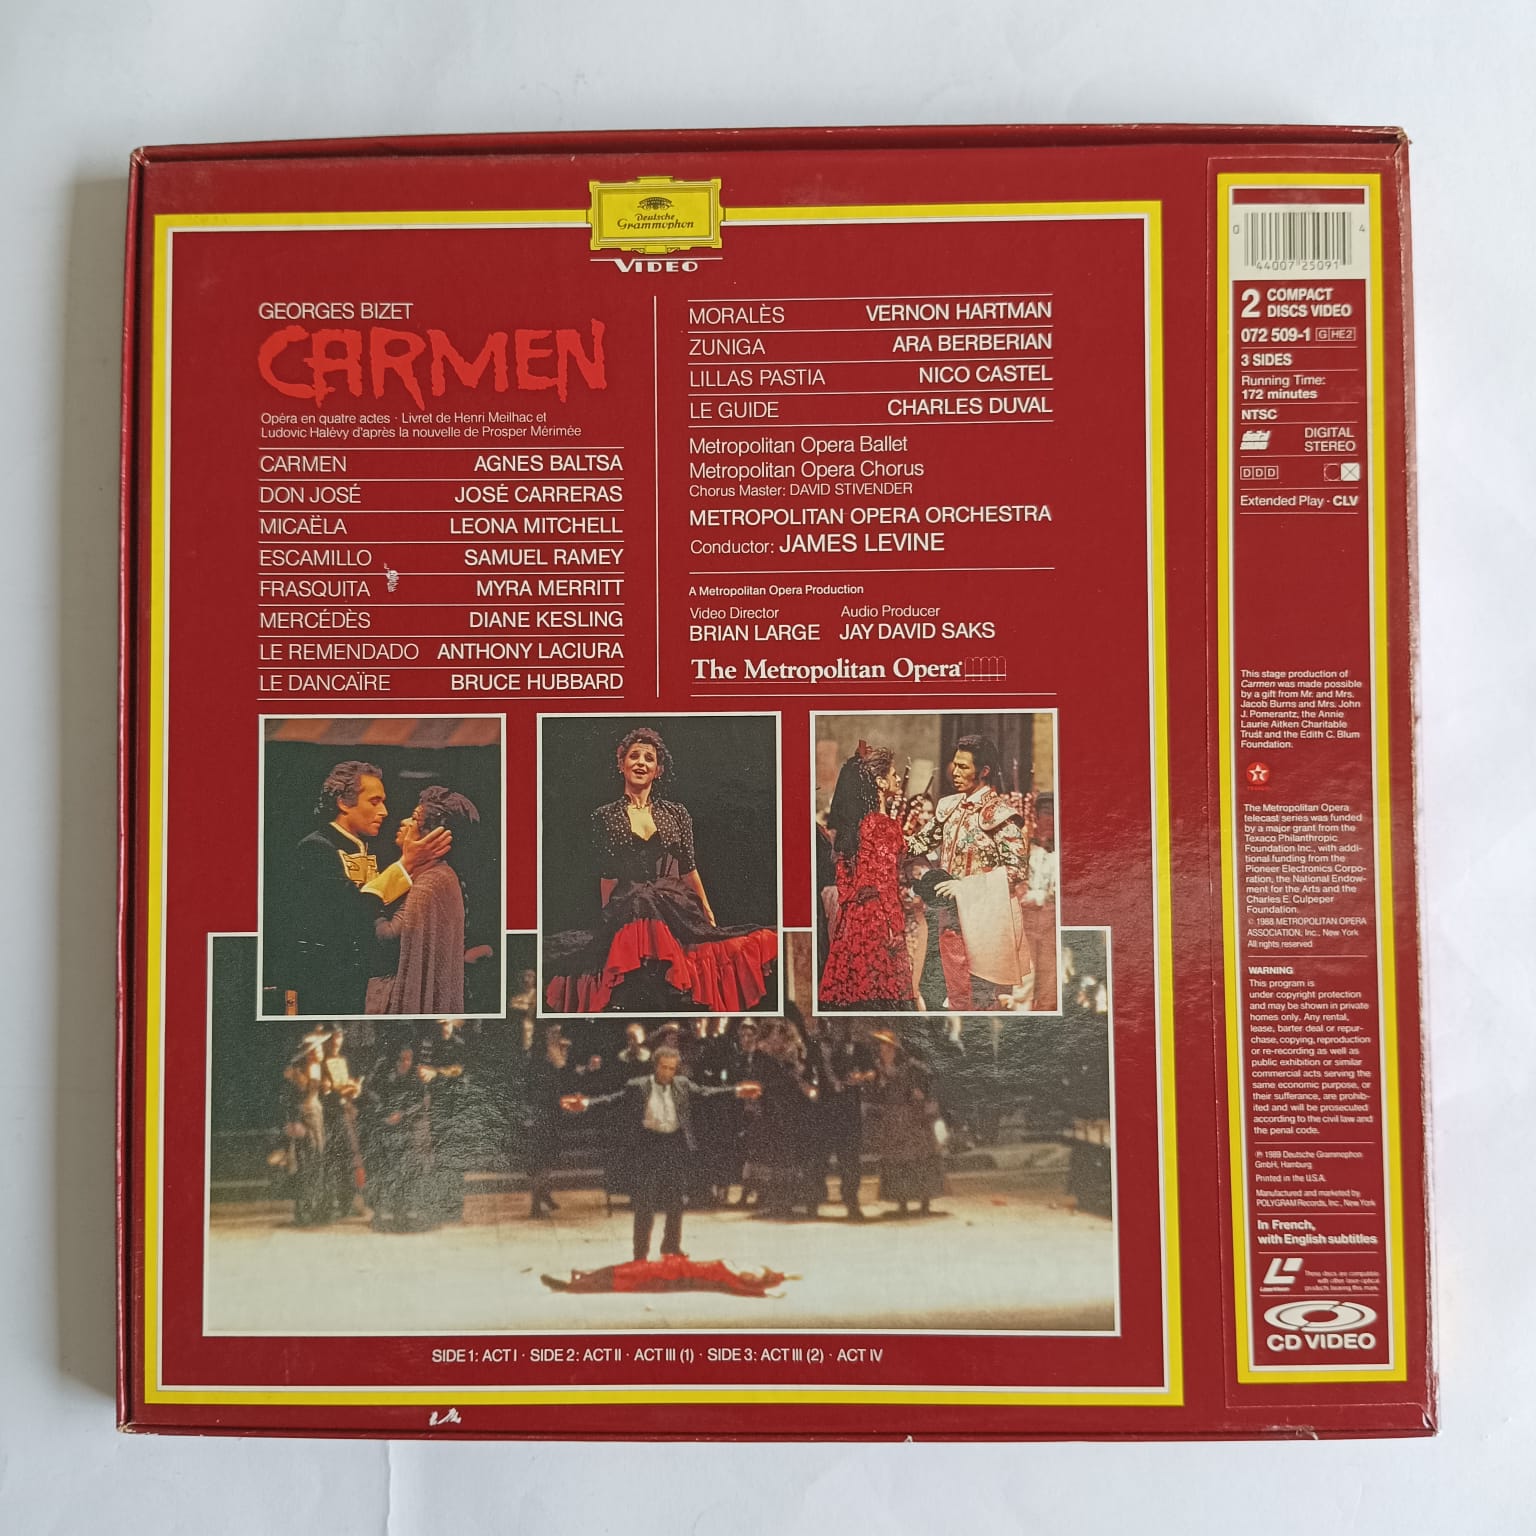 Deutsche
Grammophon
VIDEO
GEORGES BIZET
CARMEN
Opéra en quatre actes · Livret de Henri Meilhac et
Ludovic Halévy d'après la nouvelle de Prosper Mérimée
CARMEN AGNES BALTSA
DON JOSÉ JOSÉ CARRERAS
MICAËLA LEONA MITCHELL
ESCAMILLO SAMUEL RAMEY
FRASQUITA MYRA MERRITT
MERCÉDÈS DIANE KESLING
LE REMENDADO ANTHONY LACIURA
LE DANCAÏRE BRUCE HUBBARD
MORALÈS VERNON HARTMAN
ZUNIGA ARA BERBERIAN
LILLAS PASTIA NICO CASTEL
LE GUIDE CHARLES DUVAL
Metropolitan Opera Ballet
Metropolitan Opera Chorus
Chorus Master: DAVID STIVENDER
METROPOLITAN OPERA ORCHESTRA
Conductor: JAMES LEVINE
A Metropolitan Opera Production
Video Director Audio Producer
BRIAN LARGE JAY DAVID SAKS
The Metropolitan Opera
SIDE 1: ACT I · SIDE 2: ACT II · ACT III (1) · SIDE 3: ACT III (2) · ACT IV
0 44007 25091 4
2 COMPACT
DISCS VIDEO
072 509-1 G HE2
3 SIDES
Running Time:
172 minutes
NTSC
DIGITAL
STEREO
DDD
Extended Play · CLV
This stage production of
Carmen was made possible
by a gift from Mr. and Mrs.
Jacob Burns and Mrs. John
J. Pomerantz, the Annie
Laurie Aitken Charitable
Trust and the Edith C. Blum
Foundation.
The Metropolitan Opera
telecast series was funded
by a major grant from the
Texaco Philanthropic
Foundation Inc., with addi-
tional funding from the
Pioneer Electronics Corpo-
ration, the National Endow-
ment for the Arts and the
Charles E. Culpeper
Foundation.
© 1988 METROPOLITAN OPERA
ASSOCIATION, Inc., New York
All rights reserved
WARNING
This program is
under copyright protection
and may be shown in private
homes only. Any rental,
lease, barter deal or repur-
chase, copying, reproduction
or re-recording as well as
public exhibition or similar
commercial acts serving the
same economic purpose, or
their sufferance, are prohib-
ited and will be prosecuted
according to the civil law and
the penal code.
℗ 1989 Deutsche Grammophon
GmbH, Hamburg
Printed in the U.S.A.
Manufactured and marketed by
POLYGRAM Records, Inc., New York
In French,
with English subtitles
LaserVision
These discs are compatible
with other laser-optical
products bearing this mark.
CD VIDEO